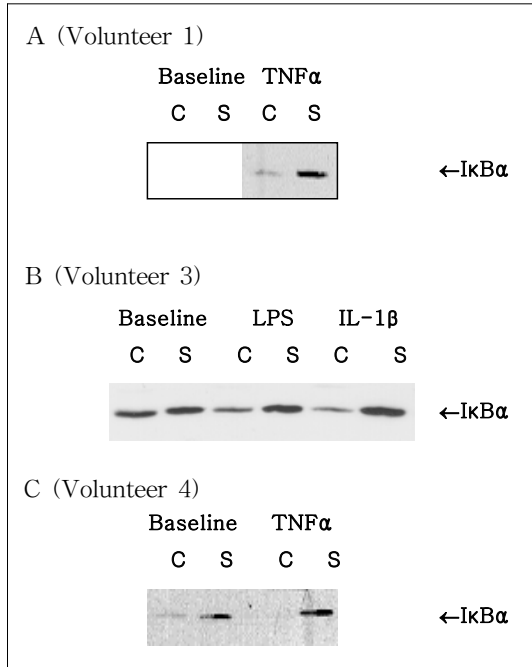 A (Volunteer 1)
Baseline TNFα
C S C S
←IκBα
B (Volunteer 3)
Baseline LPS IL-1β
C S C S C S
←IκBα
C (Volunteer 4)
Baseline TNFα
C S C S
←IκBα